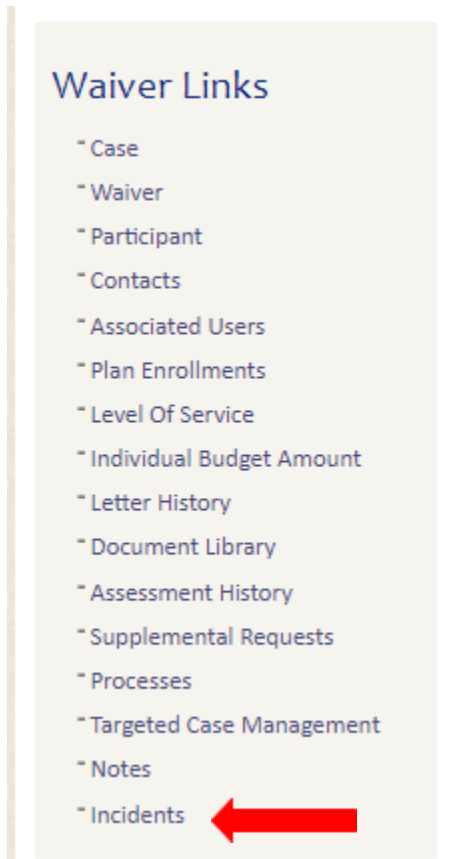 Waiver Links
Case
Waiver
Participant
Contacts
Associated Users
Plan Enrollments
Level Of Service
Individual Budget Amount
Letter History
Document Library
Assessment History
Supplemental Requests
Processes
Targeted Case Management
Notes
Incidents